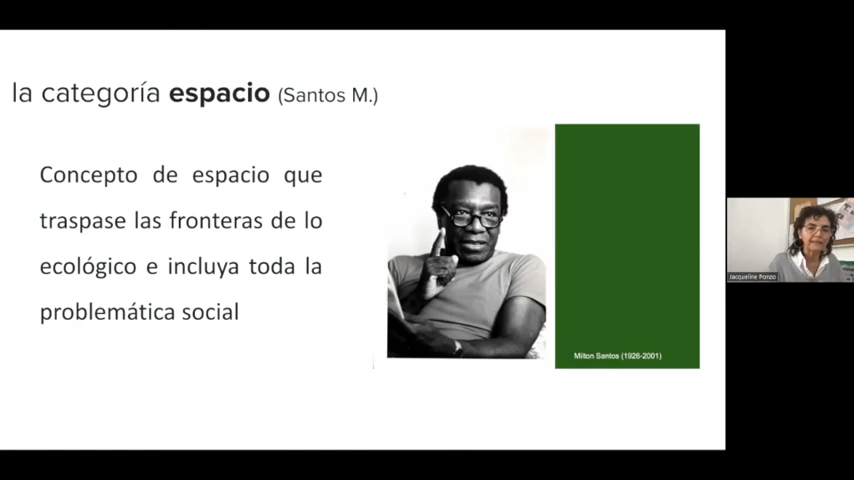 la categoría espacio (Santos M.)
Concepto de espacio que
traspase las fronteras de lo
ecológico e incluya toda la
problemática social
Milton Santos (1926-2001)
Jacqueline Ponzo